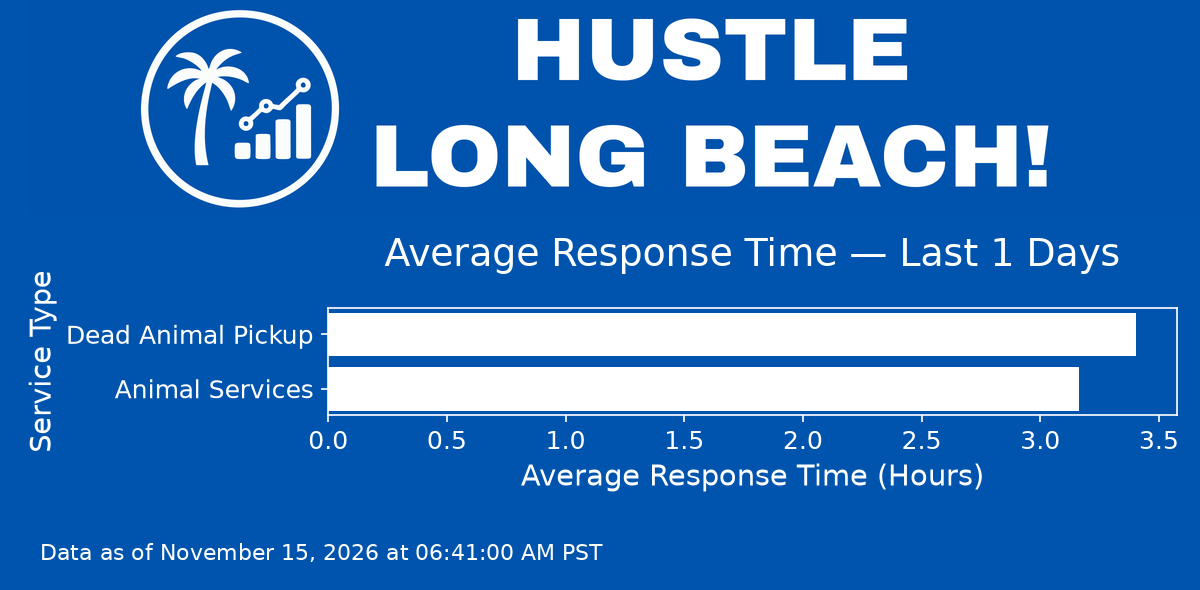 HUSTLE
LONG BEACH!
Average Response Time — Last 1 Days
Service Type
Dead Animal Pickup
Animal Services
0.0 0.5 1.0 1.5 2.0 2.5 3.0 3.5
Average Response Time (Hours)
Data as of November 15, 2026 at 06:41:00 AM PST